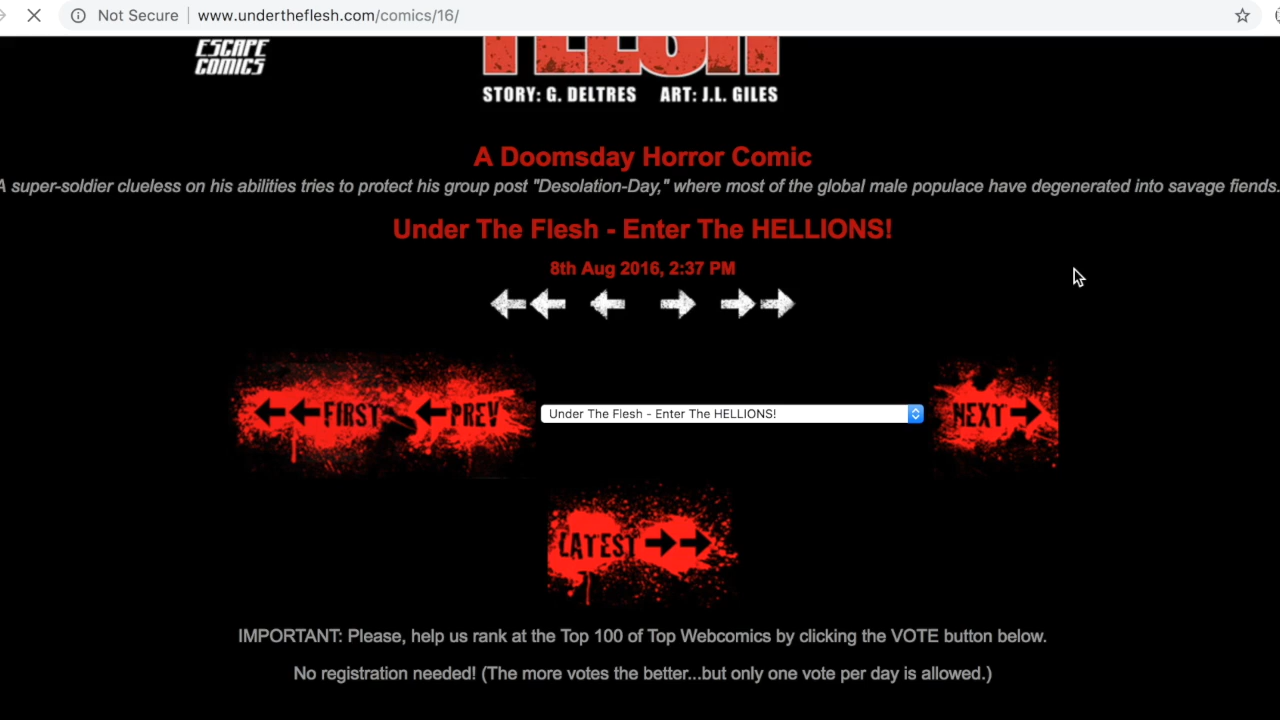 Not Secure www.undertheflesh.com/comics/16/
ESCAPE
COMICS
FLESH
STORY: G. DELTRES ART: J.L. GILES
A Doomsday Horror Comic
A super-soldier clueless on his abilities tries to protect his group post "Desolation-Day," where most of the global male populace have degenerated into savage fiends.
Under The Flesh - Enter The HELLIONS!
8th Aug 2016, 2:37 PM
FIRST PREV Under The Flesh - Enter The HELLIONS! NEXT
LATEST
IMPORTANT: Please, help us rank at the Top 100 of Top Webcomics by clicking the VOTE button below.
No registration needed! (The more votes the better...but only one vote per day is allowed.)